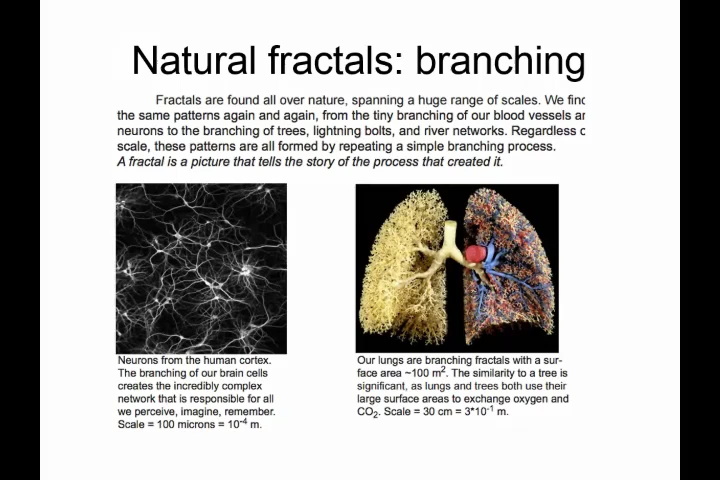 Natural fractals: branching
Fractals are found all over nature, spanning a huge range of scales. We
the same patterns again and again, from the tiny branching of our blood vessels
neurons to the branching of trees, lightning bolts, and river networks. Regardless
scale, these patterns are all formed by repeating a simple branching process.
A fractal is a picture that tells the story of the process that created it.
Neurons from the human cortex.
The branching of our brain cells
creates the incredibly complex
network that is responsible for all
we perceive, imagine, remember.
Scale = 100 microns = 10⁻⁴ m.
Our lungs are branching fractals with a sur-
face area ~100 m². The similarity to a tree is
significant, as lungs and trees both use their
large surface areas to exchange oxygen and
CO₂. Scale = 30 cm = 3*10⁻¹ m.